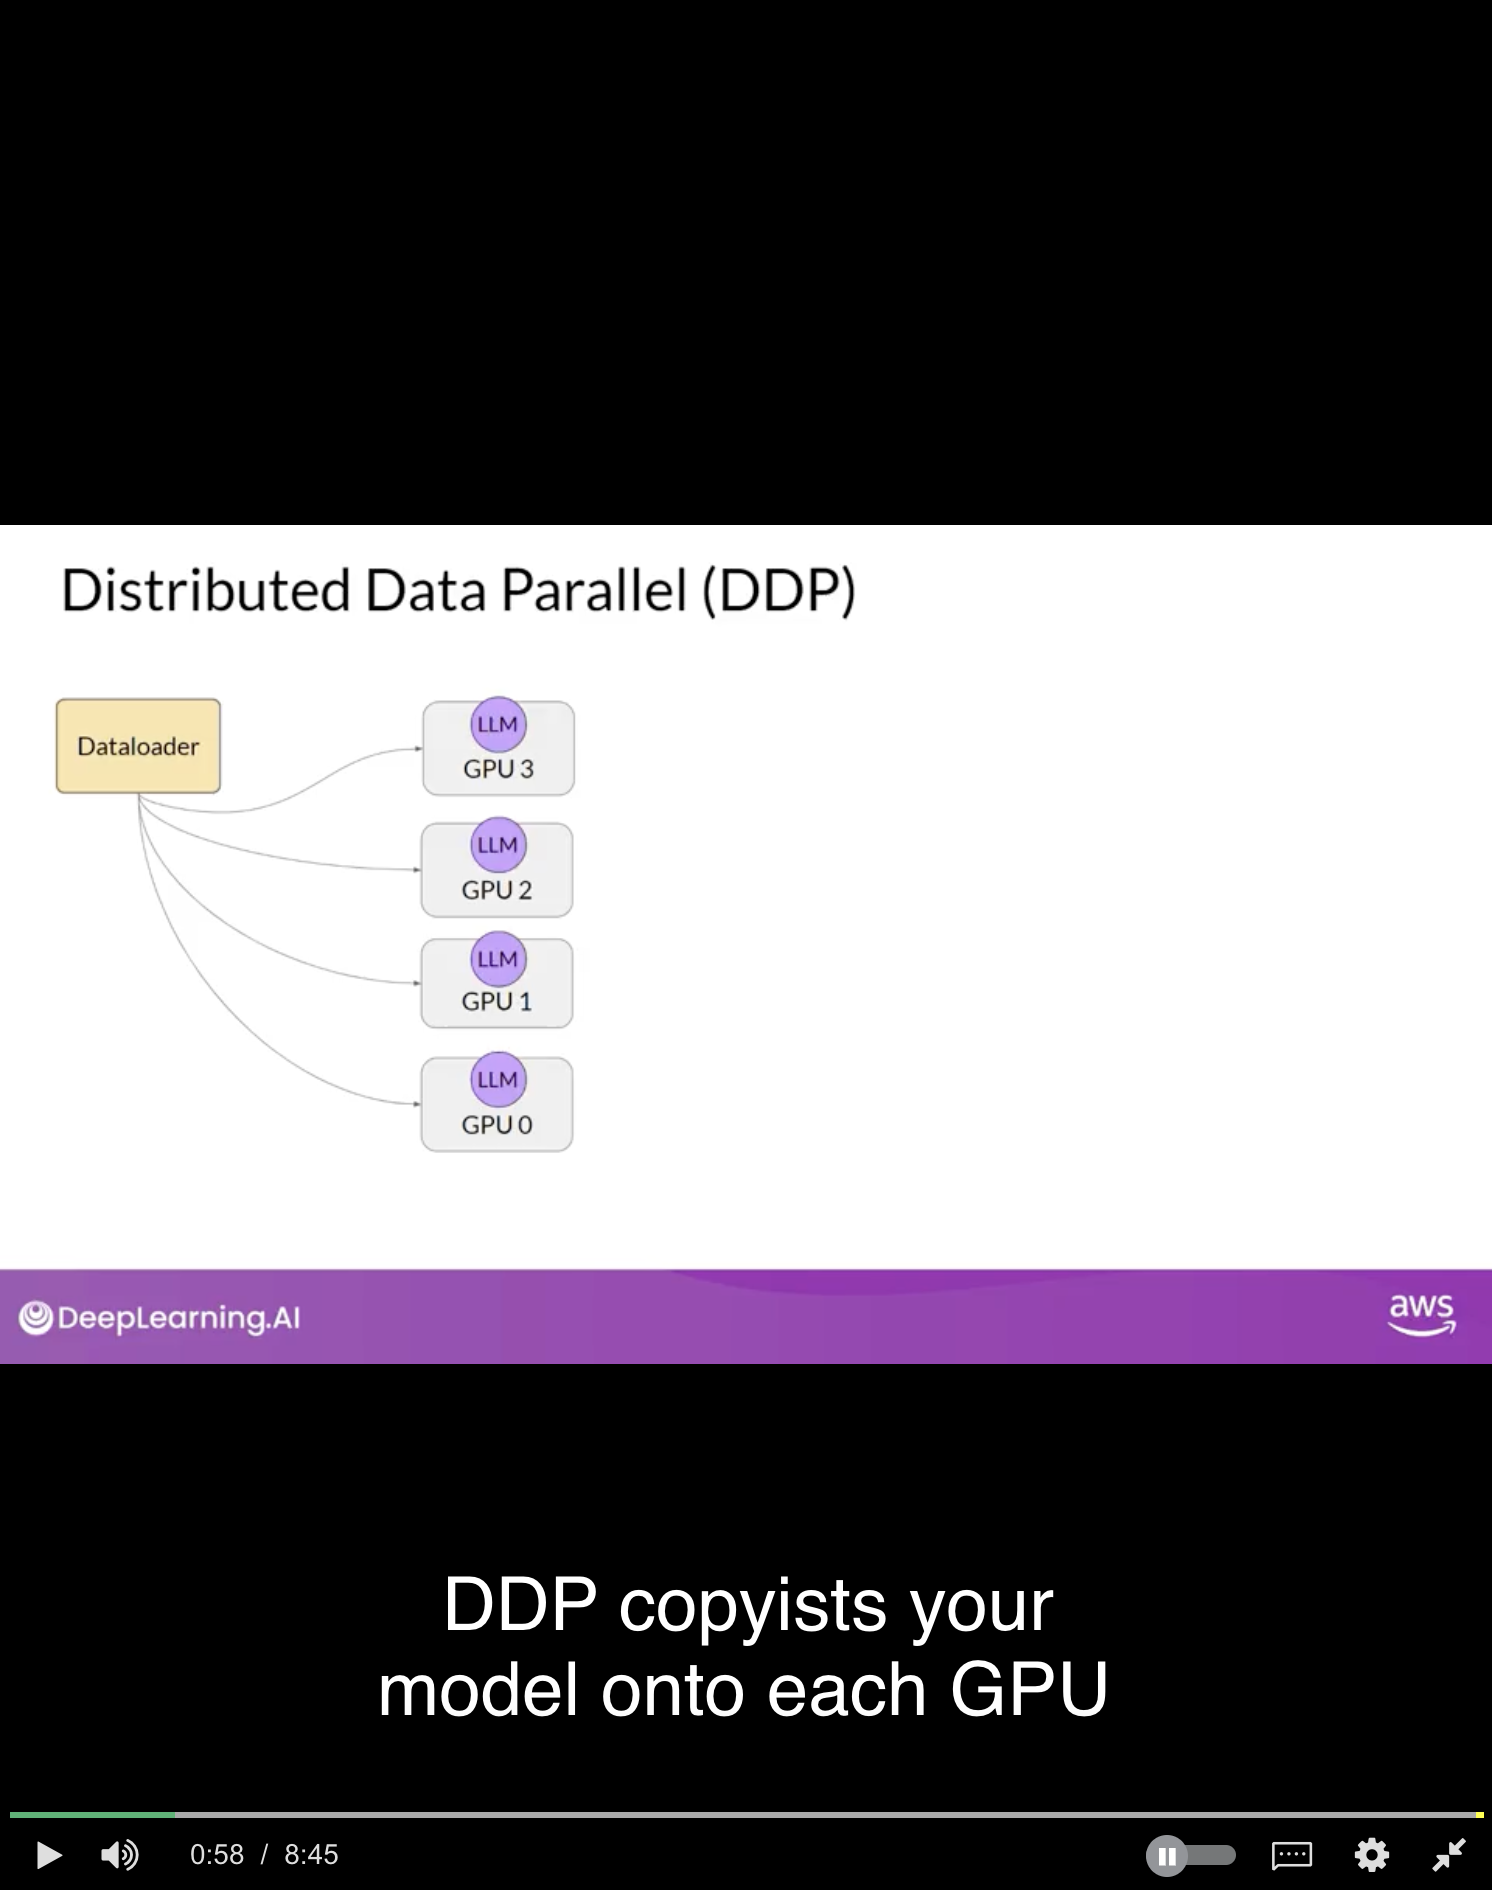 Distributed Data Parallel (DDP)
Dataloader
LLM
GPU 3
LLM
GPU 2
LLM
GPU 1
LLM
GPU 0
DeepLearning.AI
aws
DDP copyists your
model onto each GPU
0:58 / 8:45